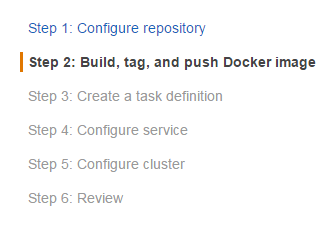 Step 1: Configure repository
Step 2: Build, tag, and push Docker image
Step 3: Create a task definition
Step 4: Configure service
Step 5: Configure cluster
Step 6: Review